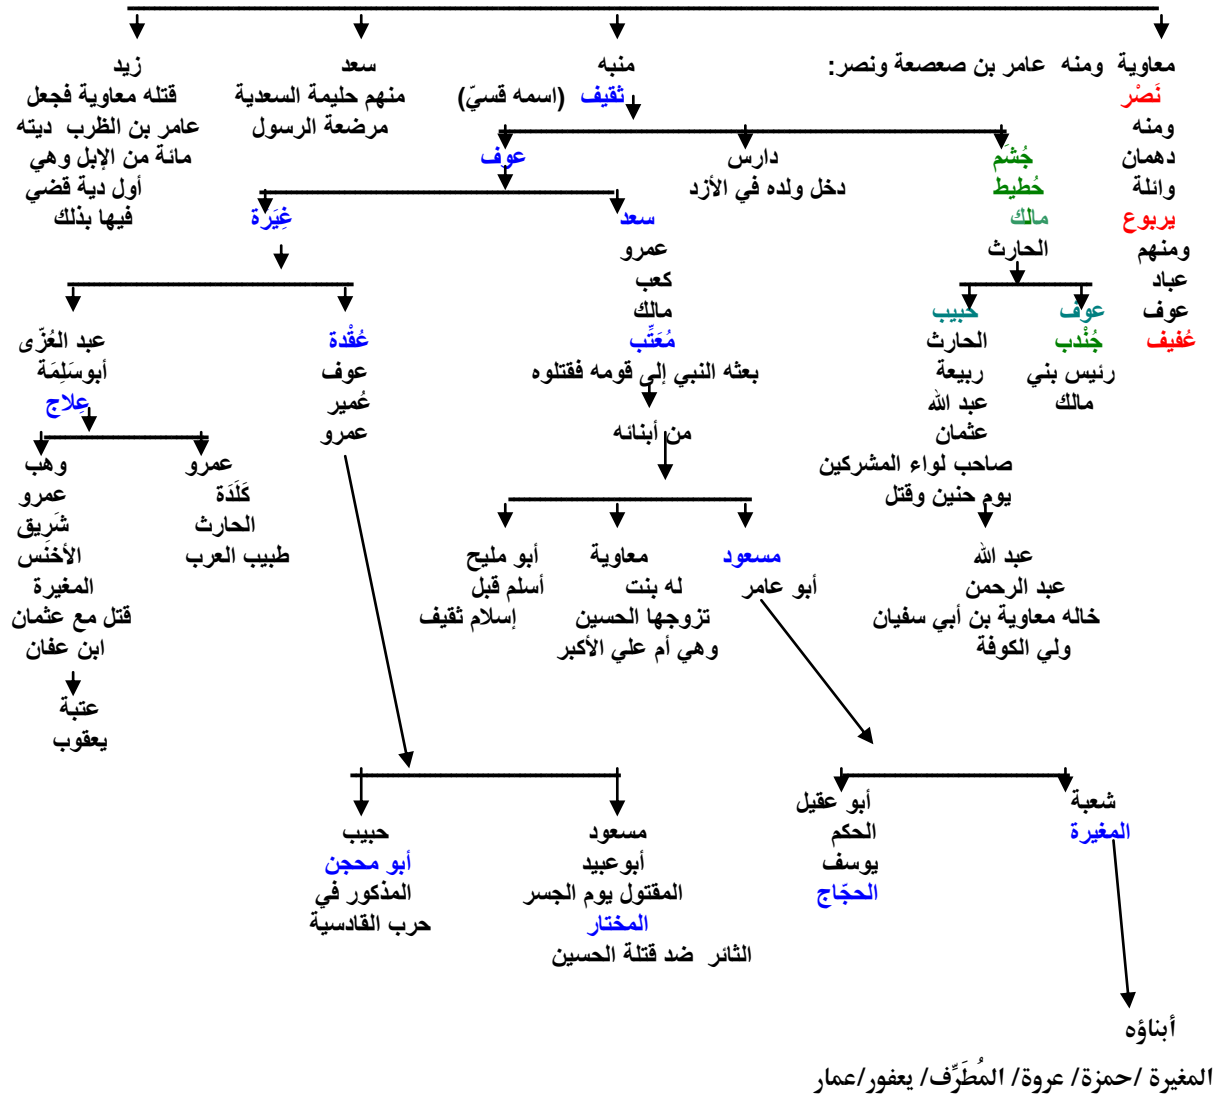 معاوية ومنه عامر بن صعصعة ونصر:
نَصْر
ومنه
دهمان
وائلة
يربوع
ومنهم
عباد
عوف
عُفيف
منبه
ثقيف (اسمه قسيّ)
سعد
منهم حليمة السعدية
مرضعة الرسول
زيد
قتله معاوية فجعل
عامر بن الظرب ديته
مائة من الإبل وهي
أول دية قضي
فيها بذلك
جُشَم
حُطيط
مالك
الحارث
دارس
دخل ولده في الأزد
عوف
عوف
جُنْدب
رئيس بني
مالك
حبيب
الحارث
ربيعة
عبد الله
عثمان
صاحب لواء المشركين
يوم حنين وقتل
عبد الله
عبد الرحمن
خاله معاوية بن أبي سفيان
ولي الكوفة
سعد
عمرو
كعب
مالك
مُعَتِّب
بعثه النبي إلى قومه فقتلوه
من أبنائه
مسعود
أبو عامر
معاوية
له بنت
تزوجها الحسين
وهي أم علي الأكبر
أبو مليح
أسلم قبل
إسلام ثقيف
غِيَرة
عُقْدة
عوف
عُمير
عمرو
عبد العُزّى
أبوسَلِمَة
عِلاج
عمرو
كَلَدَة
الحارث
طبيب العرب
وهب
عمرو
شَرِيق
الأخنس
المغيرة
قتل مع عثمان
ابن عفان
عتبة
يعقوب
شعبة
المغيرة
أبو عقيل
الحكم
يوسف
الحجّاج
مسعود
أبوعبيد
المقتول يوم الجسر
المختار
الثائر ضد قتلة الحسين
حبيب
أبو محجن
المذكور في
حرب القادسية
أبناؤه
المغيرة /حمزة/ عروة/ المُطَرِّف/ يعفور/عمار